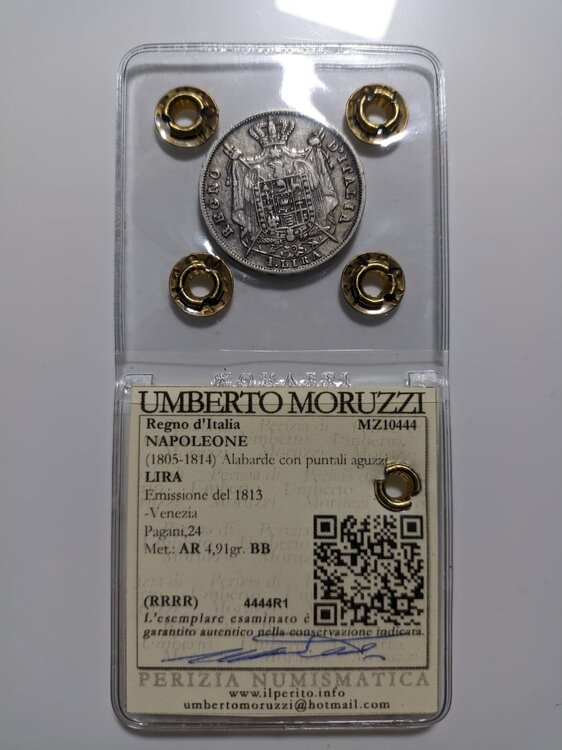 REGNO D'ITALIA
1.LIRA
MORUZZI
UMBERTO MORUZZI
Regno d'Italia MZ10444
NAPOLEONE
(1805-1814) Alabarde con puntali aguzzi
LIRA
Emissione del 1813
-Venezia
Pagani,24
Met.: AR 4,91gr. BB
(RRRR) 4444R1
L'esemplare esaminato è
garantito autentico nella conservazione indicata.
PERIZIA NUMISMATICA
www.ilperito.info
umbertomoruzzi@hotmail.com